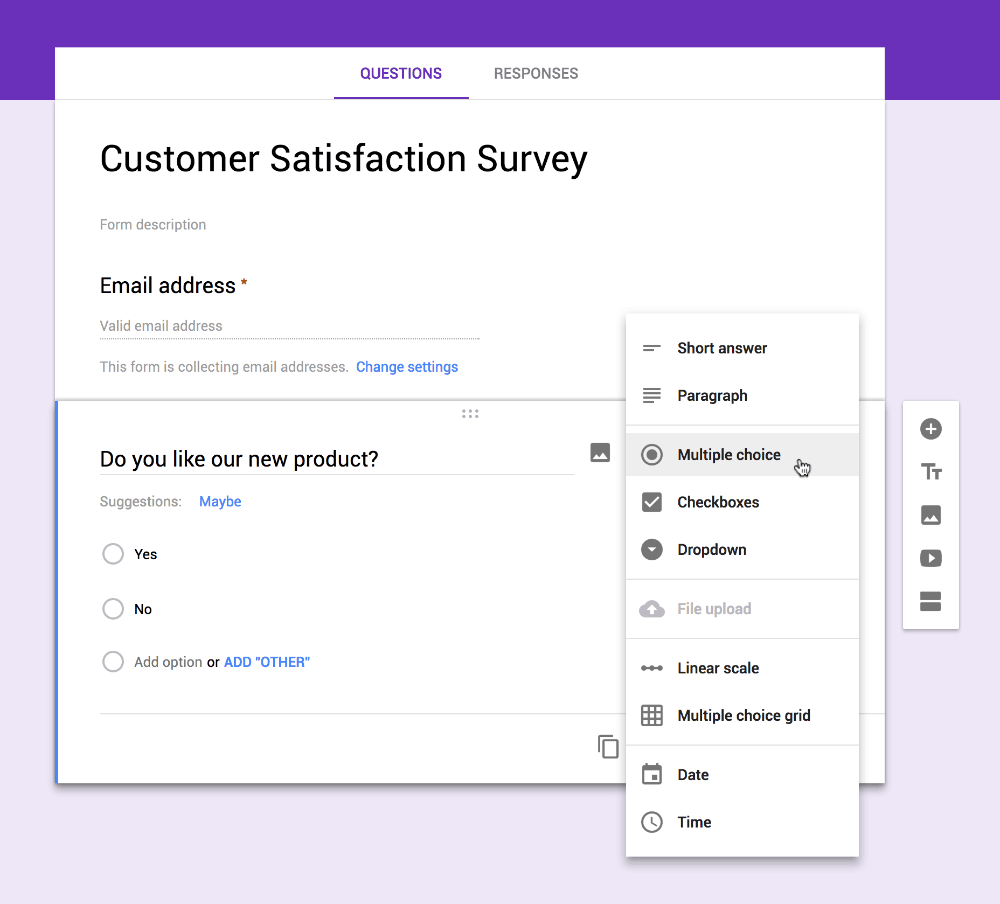 QUESTIONS RESPONSES
Customer Satisfaction Survey
Form description
Email address *
Valid email address
This form is collecting email addresses. Change settings
Do you like our new product?
Suggestions: Maybe
Yes
No
Add option or ADD "OTHER"
Short answer
Paragraph
Multiple choice
Checkboxes
Dropdown
File upload
Linear scale
Multiple choice grid
Date
Time